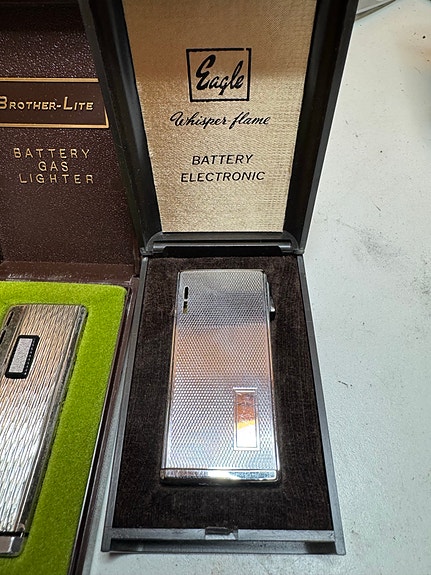 BROTHER-LITE
BATTERY
GAS
LIGHTER
Eagle
Whisper flame
BATTERY
ELECTRONIC